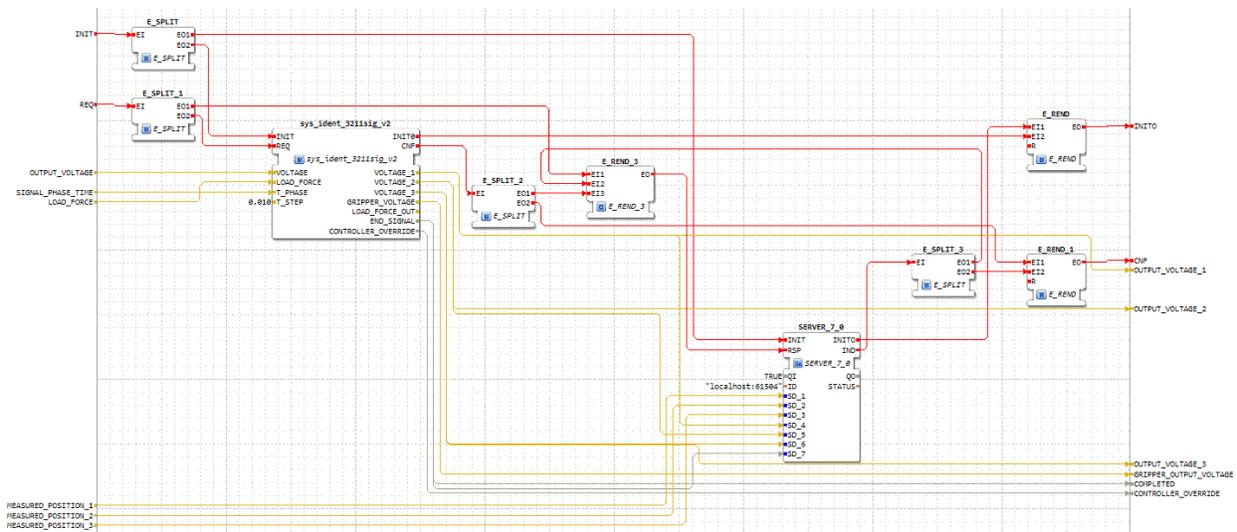 E_SPLIT
INIT
EI EO1
EO2
E_SPLIT
E_SPLIT_1
REQ
EI EO1
EO2
E_SPLIT
sys_ident_3211sig_v2
INIT INITO
REQ CNF
sys_ident_3211sig_v2
OUTPUT_VOLTAGE
VOLTAGE VOLTAGE_1
LOAD_FORCE VOLTAGE_2
SIGNAL_PHASE_TIME
T_PHASE VOLTAGE_3
LOAD_FORCE
0.010 T_STEP GRIPPER_VOLTAGE
LOAD_FORCE_OUT
END_SIGNAL
CONTROLLER_OVERRIDE
E_SPLIT_2
EI EO1
EO2
E_SPLIT
E_REND_3
EI1 EO
EI2
EI3
E_REND_3
E_REND
EI1 EO
EI2
R
E_REND
INITO
E_SPLIT_3
EI EO1
EO2
E_SPLIT
E_REND_1
EI1 EO
EI2
R
E_REND
CNF
OUTPUT_VOLTAGE_1
OUTPUT_VOLTAGE_2
SERVER_7_0
INIT INITO
RSP IND
SERVER_7_0
TRUE QI QO
"localhost:61504" ID STATUS
SD_1
SD_2
SD_3
SD_4
SD_5
SD_6
SD_7
OUTPUT_VOLTAGE_3
GRIPPER_OUTPUT_VOLTAGE
COMPLETED
CONTROLLER_OVERRIDE
MEASURED_POSITION_1
MEASURED_POSITION_2
MEASURED_POSITION_3